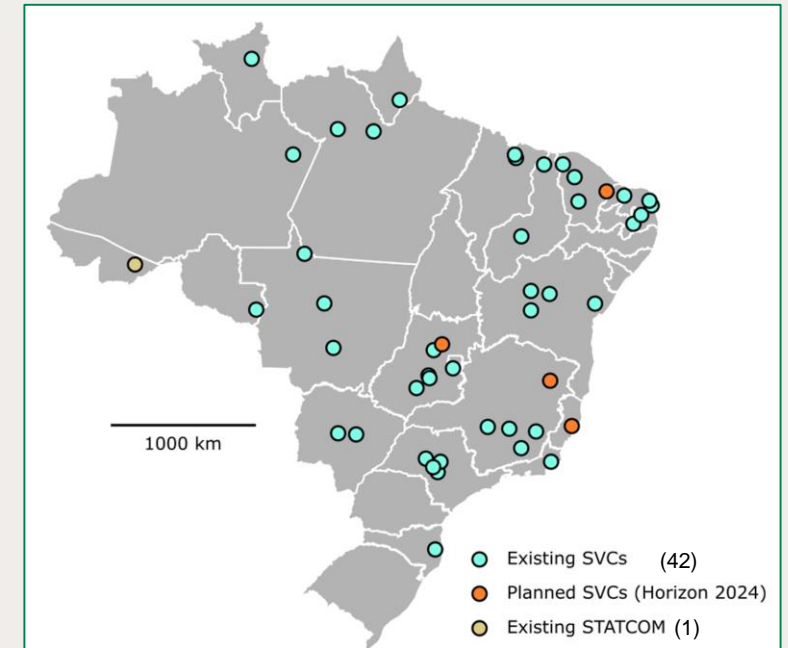 1000 km
Existing SVCs (42)
Planned SVCs (Horizon 2024)
Existing STATCOM (1)